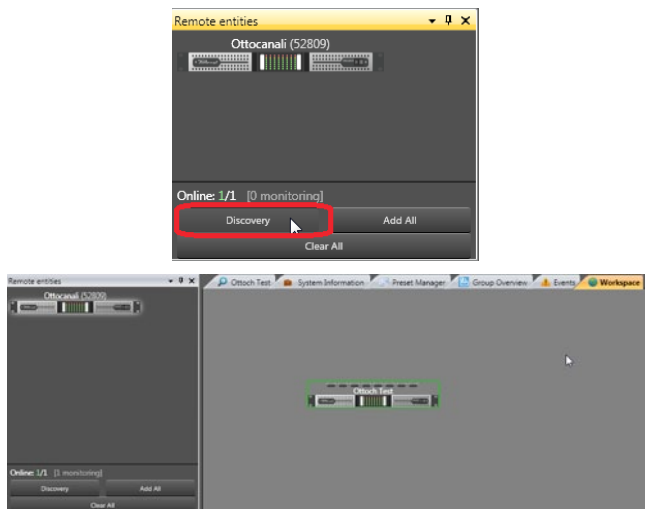 Remote entities
Ottocanali (52809)
Online: 1/1 [0 monitoring]
Discovery Add All
Clear All
Remote entities
Ottoch Test System Information Preset Manager Group Overview Events Workspace
Ottocanali (52809)
Ottoch Test
Online: 1/1 [1 monitoring]
Discovery Add All
Clear All